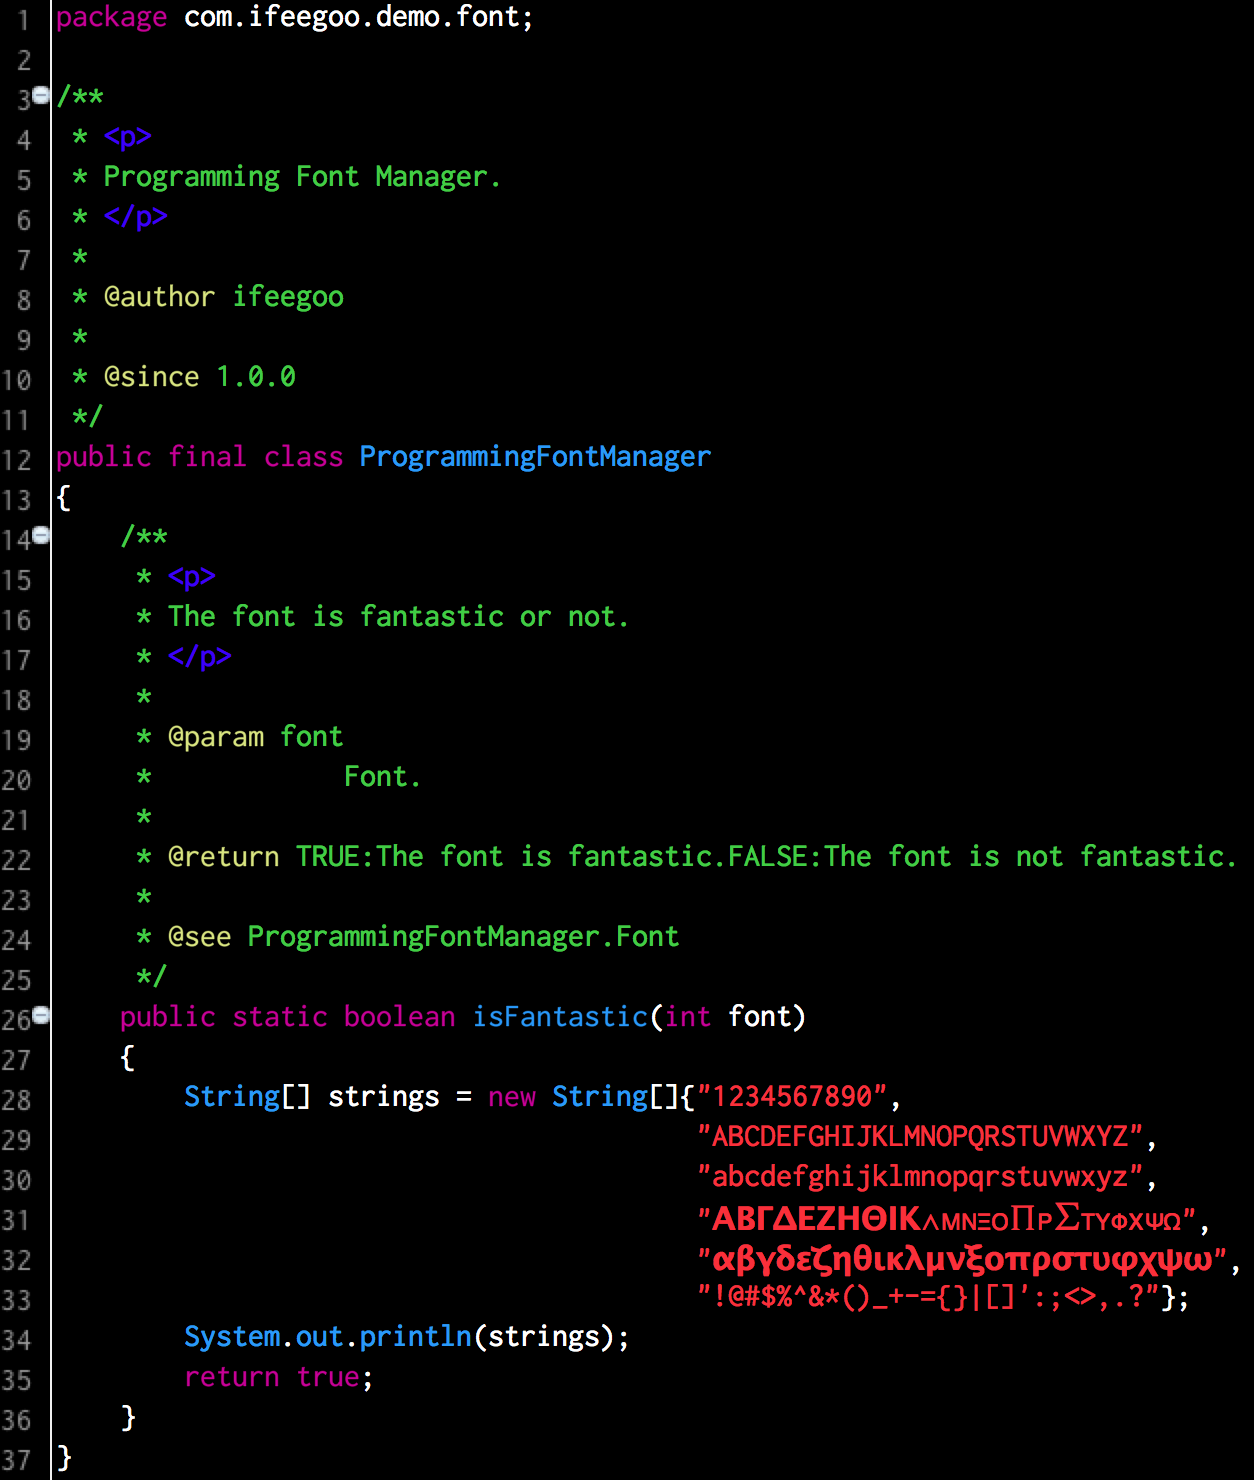 1 package com.ifeegoo.demo.font;
2
3 /**
4  * <p>
5  * Programming Font Manager.
6  * </p>
7  *
8  * @author ifeegoo
9  *
10  * @since 1.0.0
11  */
12 public final class ProgrammingFontManager
13 {
14     /**
15      * <p>
16      * The font is fantastic or not.
17      * </p>
18      *
19      * @param font
20      *            Font.
21      *
22      * @return TRUE:The font is fantastic.FALSE:The font is not fantastic.
23      *
24      * @see ProgrammingFontManager.Font
25      */
26     public static boolean isFantastic(int font)
27     {
28         String[] strings = new String[]{"1234567890",
29                                         "ABCDEFGHIJKLMNOPQRSTUVWXYZ",
30                                         "abcdefghijklmnopqrstuvwxyz",
31                                         "ΑΒΓΔΕΖΗΘΙΚΛΜΝΞΟ∏Ρ∑ΤΥΦΧΨΩ",
32                                         "αβγδεζηθικλμνξοπρστυφχψω",
33                                         "!@#$%^&*()_+-={}|[]':;<>,.?"};
34         System.out.println(strings);
35         return true;
36     }
37 }